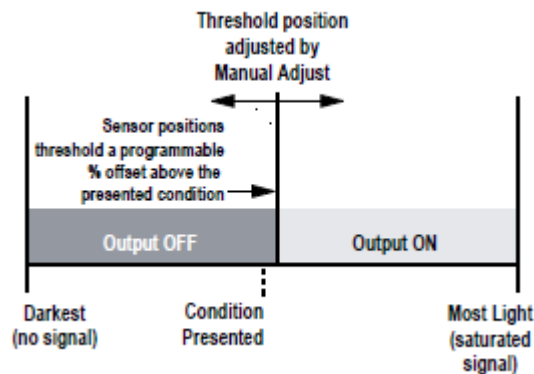 Threshold position
adjusted by
Manual Adjust
Sensor positions
threshold a programmable
% offset above the
presented condition
Output OFF
Output ON
Darkest
(no signal)
Condition
Presented
Most Light
(saturated
signal)